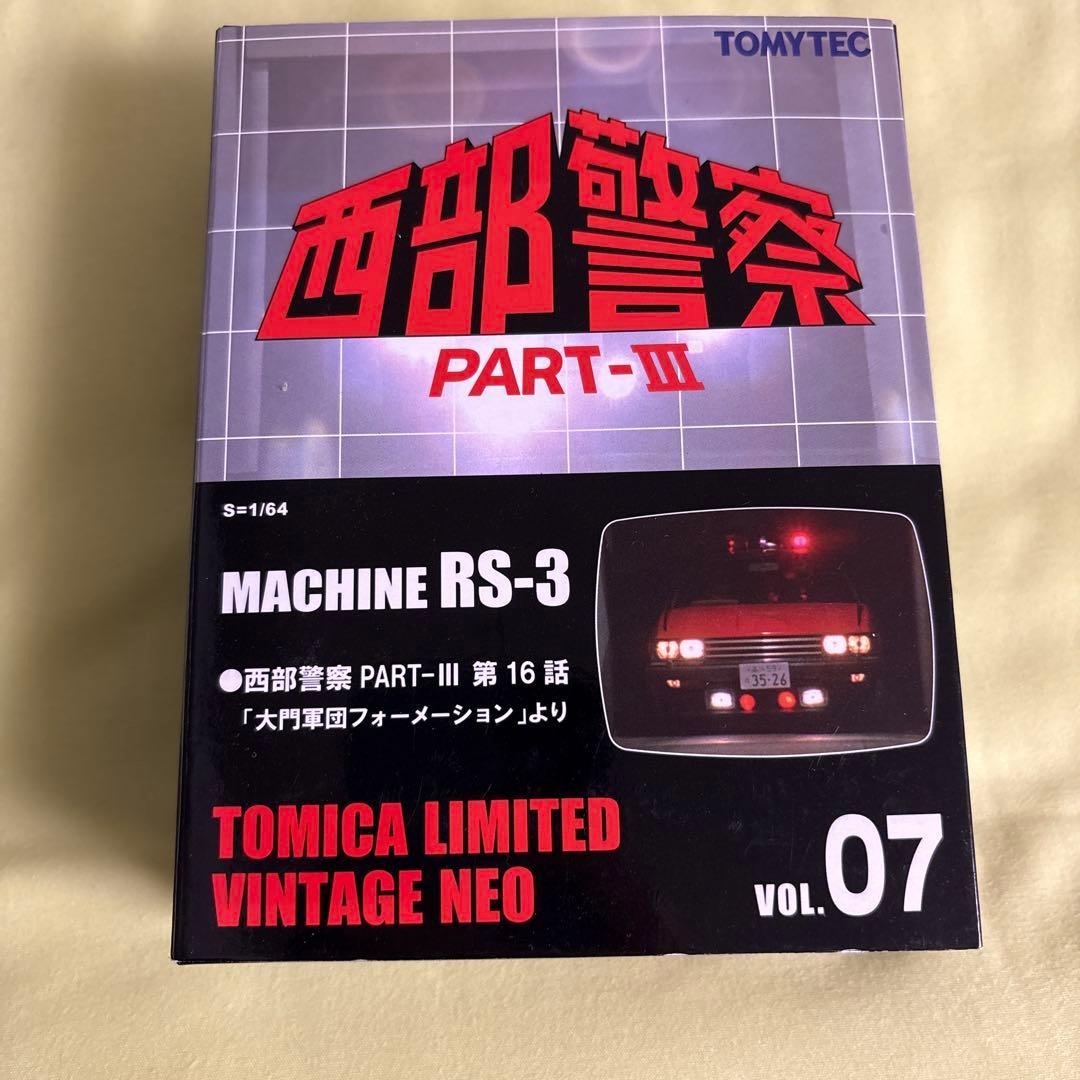 TOMYTEC
西部警察
PART-III
S=1/64
MACHINE RS-3
●西部警察 PART-III 第16話
「大門軍団フォーメーション」より
35-26
TOMICA LIMITED
VINTAGE NEO
VOL.07